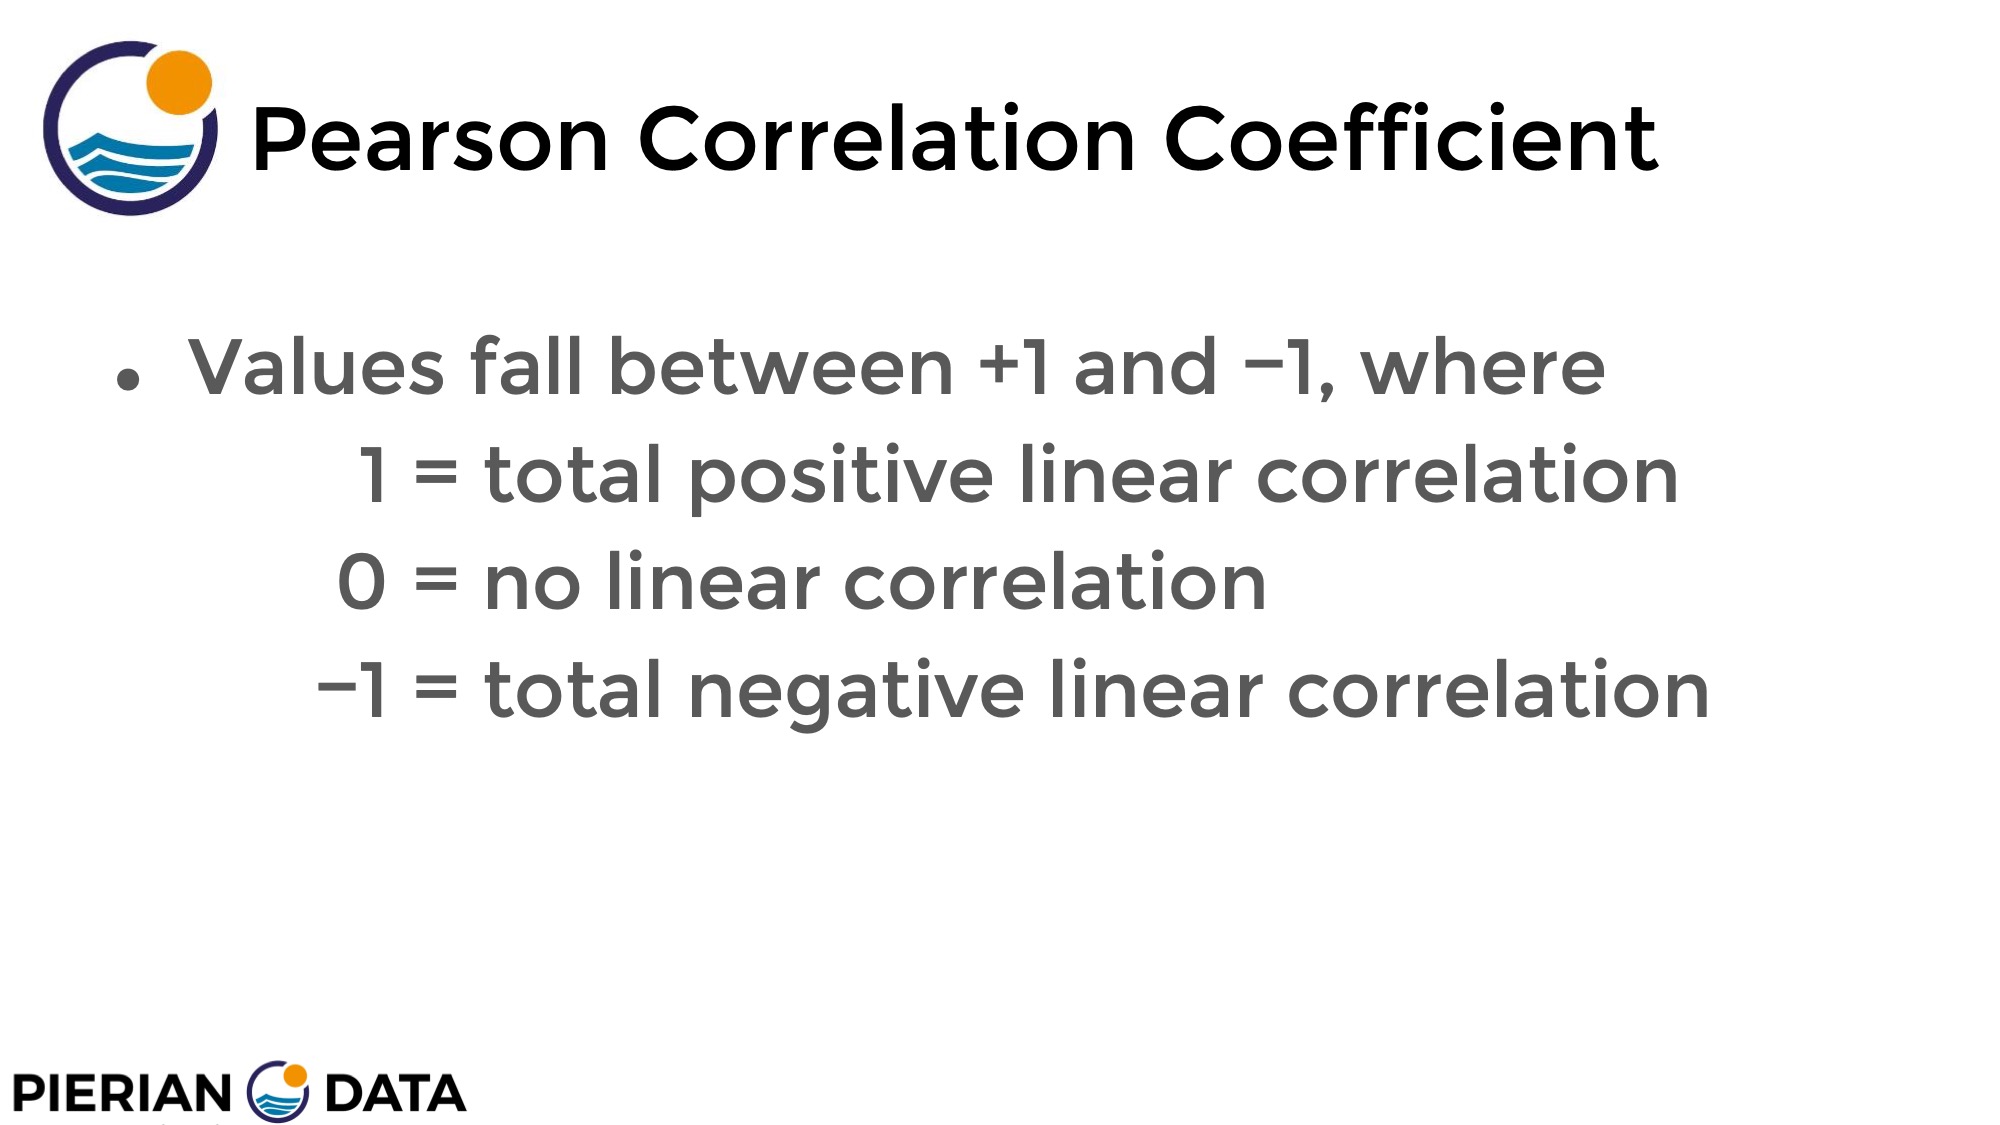 Pearson Correlation Coefficient
• Values fall between +1 and −1, where
1 = total positive linear correlation
0 = no linear correlation
−1 = total negative linear correlation
PIERIAN DATA